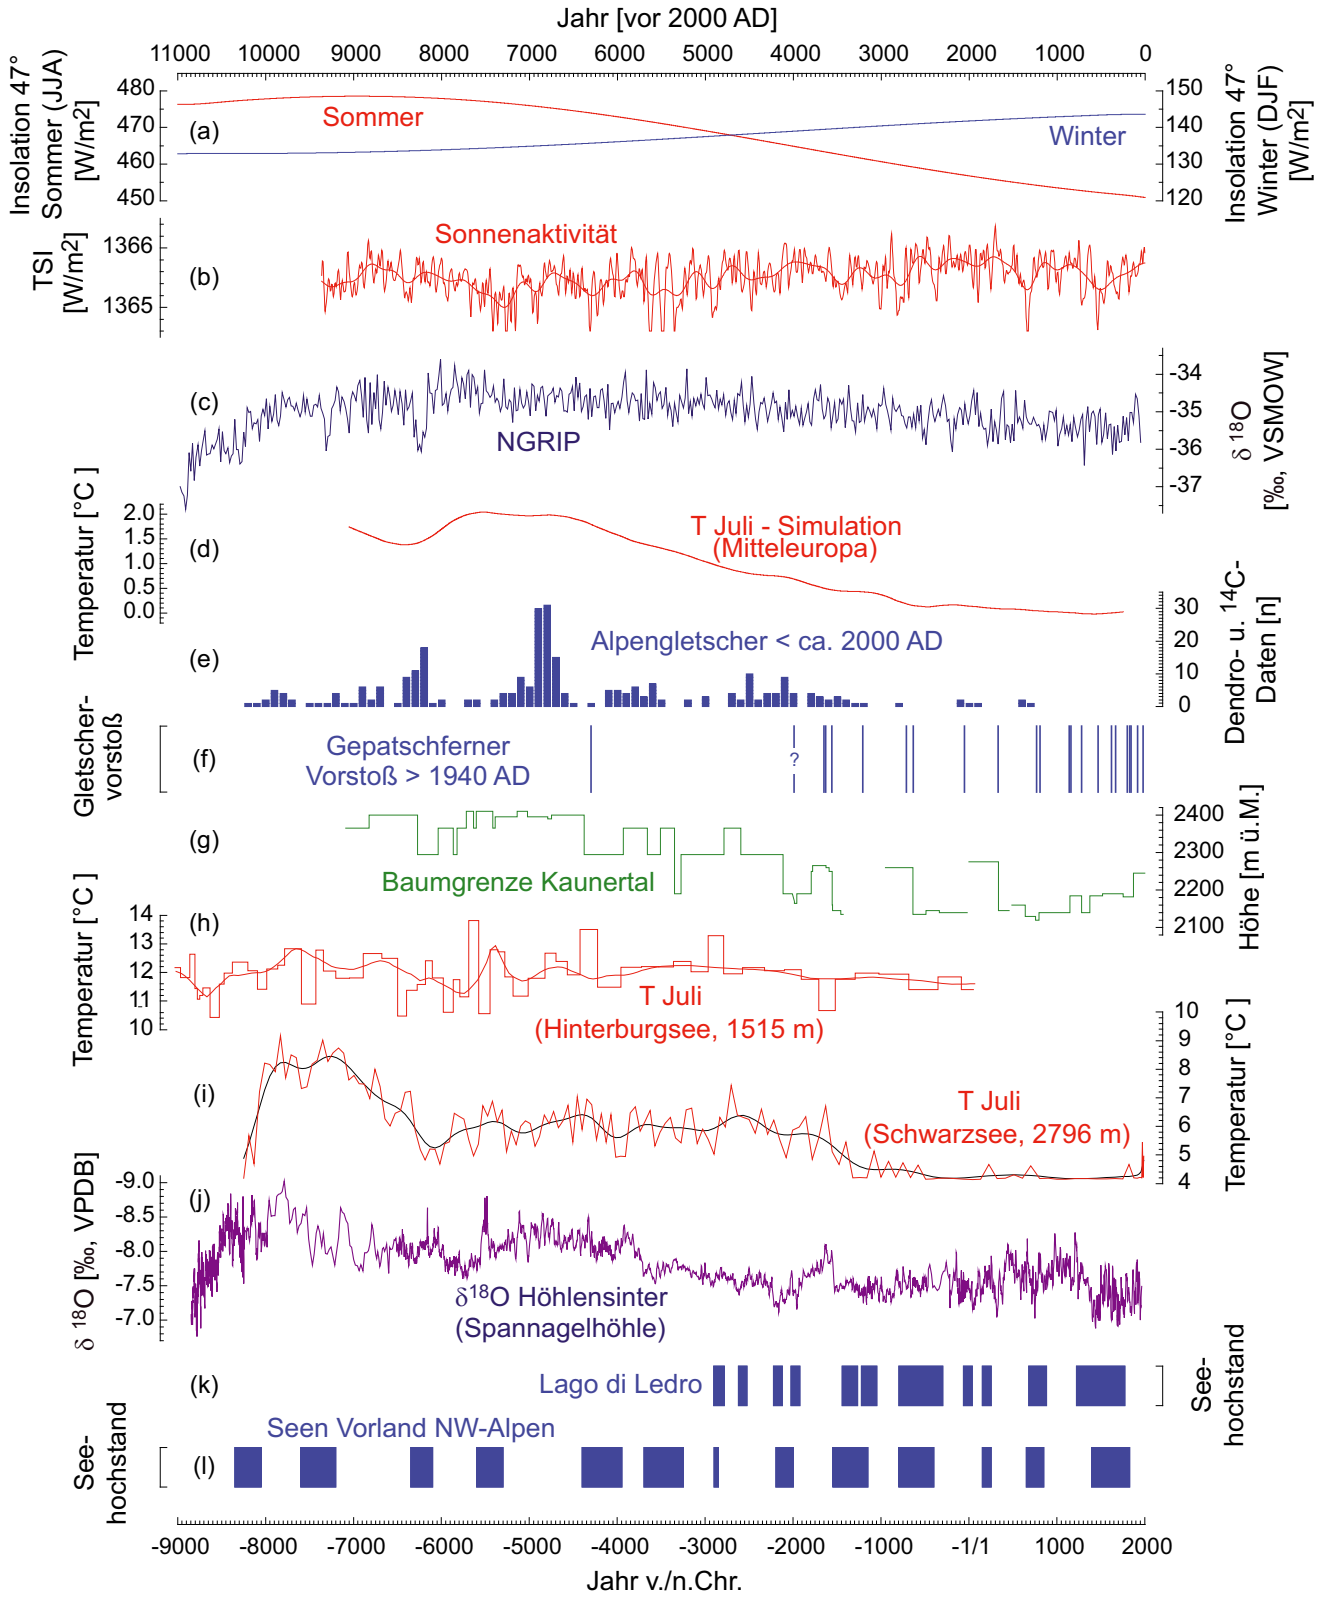 Jahr [vor 2000 AD]
11000 10000 9000 8000 7000 6000 5000 4000 3000 2000 1000 0
Insolation 47°
Sommer (JJA)
[W/m2]
480
470
460
450
(a)
Sommer
Winter
150
140
130
120
Insolation 47°
Winter (DJF)
[W/m2]
TSI
[W/m2]
1366
1365
(b)
Sonnenaktivität
(c)
NGRIP
-34
-35
-36
-37
δ 18O
[‰, VSMOW]
Temperatur [°C ]
2.0
1.5
1.0
0.5
0.0
(d)
T Juli - Simulation
(Mitteleuropa)
(e)
Alpengletscher < ca. 2000 AD
30
20
10
0
Dendro- u. 14C-
Daten [n]
Gletscher-
vorstoß
(f)
Gepatschferner
Vorstoß > 1940 AD
?
(g)
Baumgrenze Kaunertal
2400
2300
2200
2100
Höhe [m ü.M.]
Temperatur [°C ]
14
13
12
11
10
(h)
T Juli
(Hinterburgsee, 1515 m)
(i)
T Juli
(Schwarzsee, 2796 m)
10
9
8
7
6
5
4
Temperatur [°C]
δ 18O [‰, VPDB]
-9.0
-8.5
-8.0
-7.5
-7.0
(j)
δ18O Höhlensinter
(Spannagelhöhle)
(k)
Lago di Ledro
See-
hochstand
Seen Vorland NW-Alpen
See-
hochstand
(l)
-9000 -8000 -7000 -6000 -5000 -4000 -3000 -2000 -1000 -1/1 1000 2000
Jahr v./n.Chr.